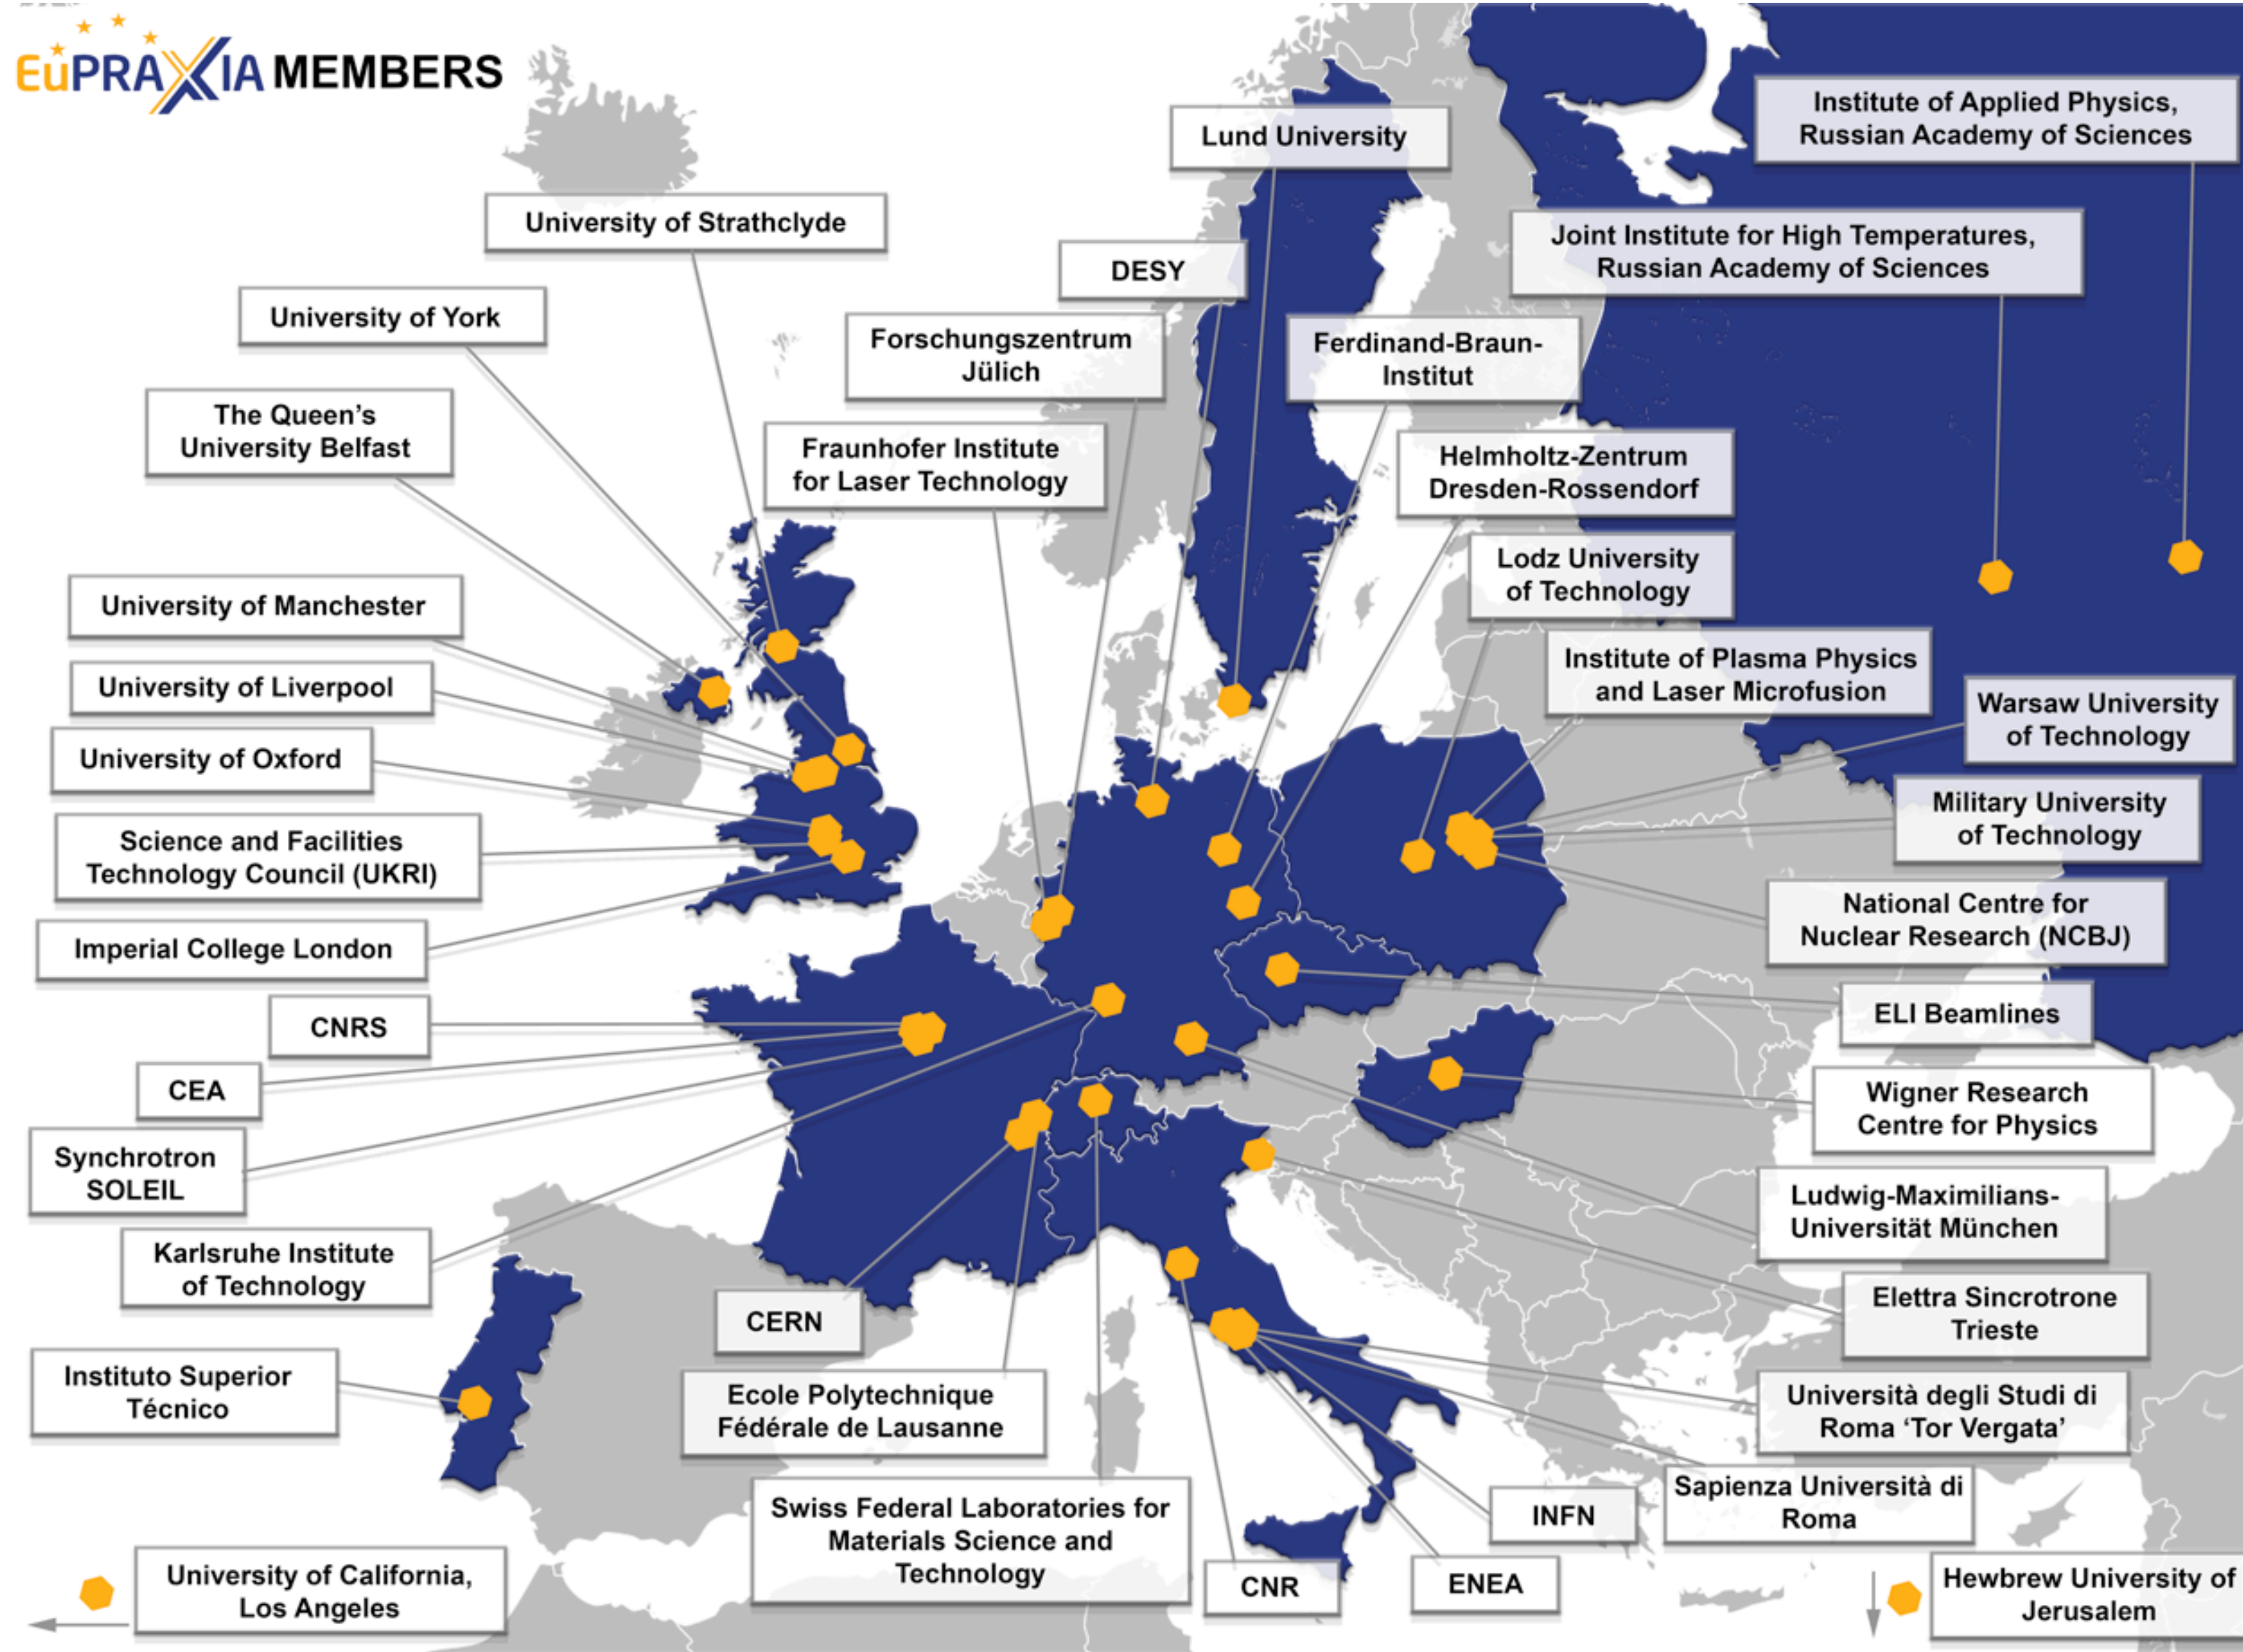 EuPRAXIA MEMBERS
Institute of Applied Physics,
Russian Academy of Sciences
Lund University
University of Strathclyde
Joint Institute for High Temperatures,
Russian Academy of Sciences
DESY
University of York
Forschungszentrum
Jülich
Ferdinand-Braun-
Institut
The Queen’s
University Belfast
Fraunhofer Institute
for Laser Technology
Helmholtz-Zentrum
Dresden-Rossendorf
Lodz University
of Technology
University of Manchester
Institute of Plasma Physics
and Laser Microfusion
University of Liverpool
Warsaw University
of Technology
University of Oxford
Military University
of Technology
Science and Facilities
Technology Council (UKRI)
National Centre for
Nuclear Research (NCBJ)
Imperial College London
CNRS
ELI Beamlines
CEA
Wigner Research
Centre for Physics
Synchrotron
SOLEIL
Ludwig-Maximilians-
Universität München
Karlsruhe Institute
of Technology
CERN
Elettra Sincrotrone
Trieste
Instituto Superior
Técnico
Ecole Polytechnique
Fédérale de Lausanne
Università degli Studi di
Roma ‘Tor Vergata’
Swiss Federal Laboratories for
Materials Science and
Technology
INFN
Sapienza Università di
Roma
CNR
ENEA
University of California,
Los Angeles
Hewbrew University of
Jerusalem